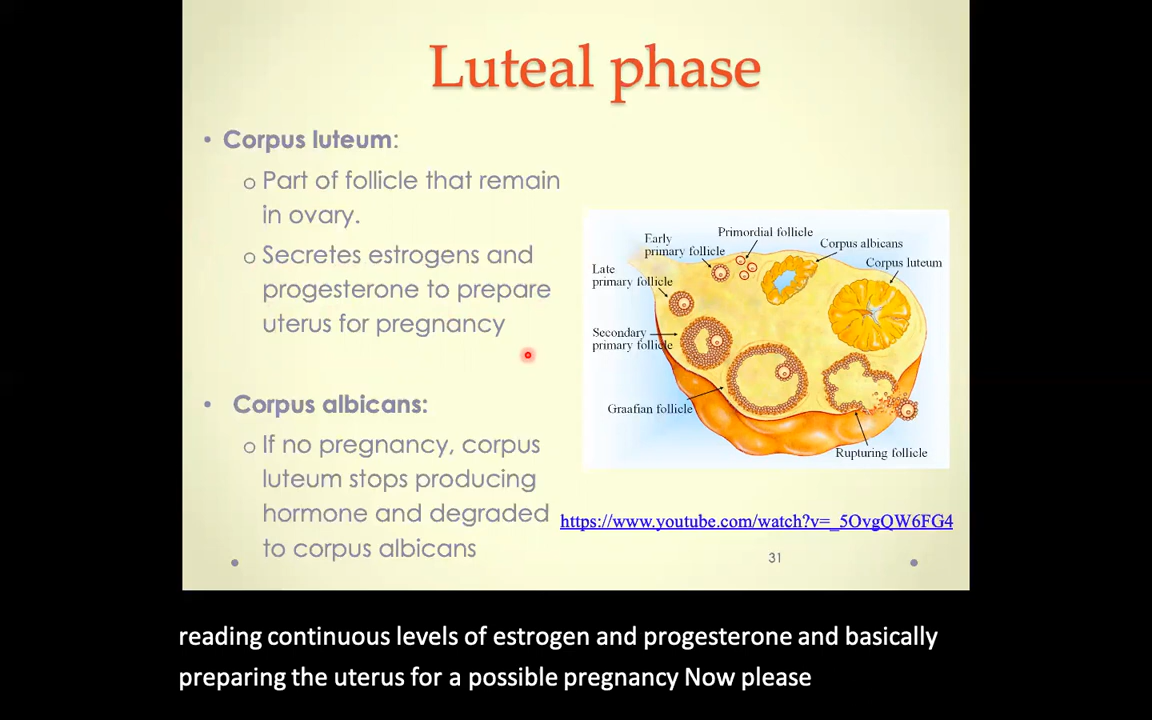 Luteal phase
• Corpus luteum:
o Part of follicle that remain
in ovary.
o Secretes estrogens and
progesterone to prepare
uterus for pregnancy
• Corpus albicans:
o If no pregnancy, corpus
luteum stops producing
hormone and degraded
to corpus albicans
Primordial follicle
Early
primary follicle
Corpus albicans
Corpus luteum
Late
primary follicle
Secondary
primary follicle
Graafian follicle
Rupturing follicle
https://www.youtube.com/watch?v=_5OvgQW6FG4
31
reading continuous levels of estrogen and progesterone and basically
preparing the uterus for a possible pregnancy Now please